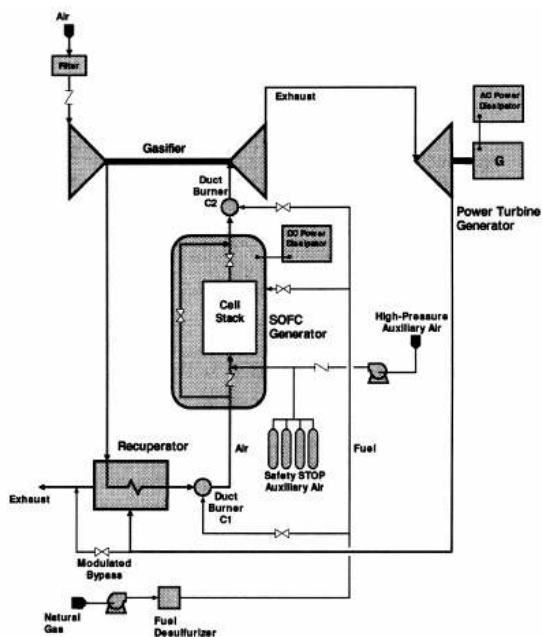 Air
Filter
Exhaust
AC Power
Dissipator
Gasifier
G
Duct
Burner
C2
Power Turbine
Generator
DC Power
Dissipator
Cell
Stack
SOFC
Generator
High-Pressure
Auxiliary Air
Recuperator
Air
Safety STOP
Auxiliary Air
Fuel
Exhaust
Duct
Burner
C1
Modulated
Bypass
Natural
Gas
Fuel
Desulfurizer